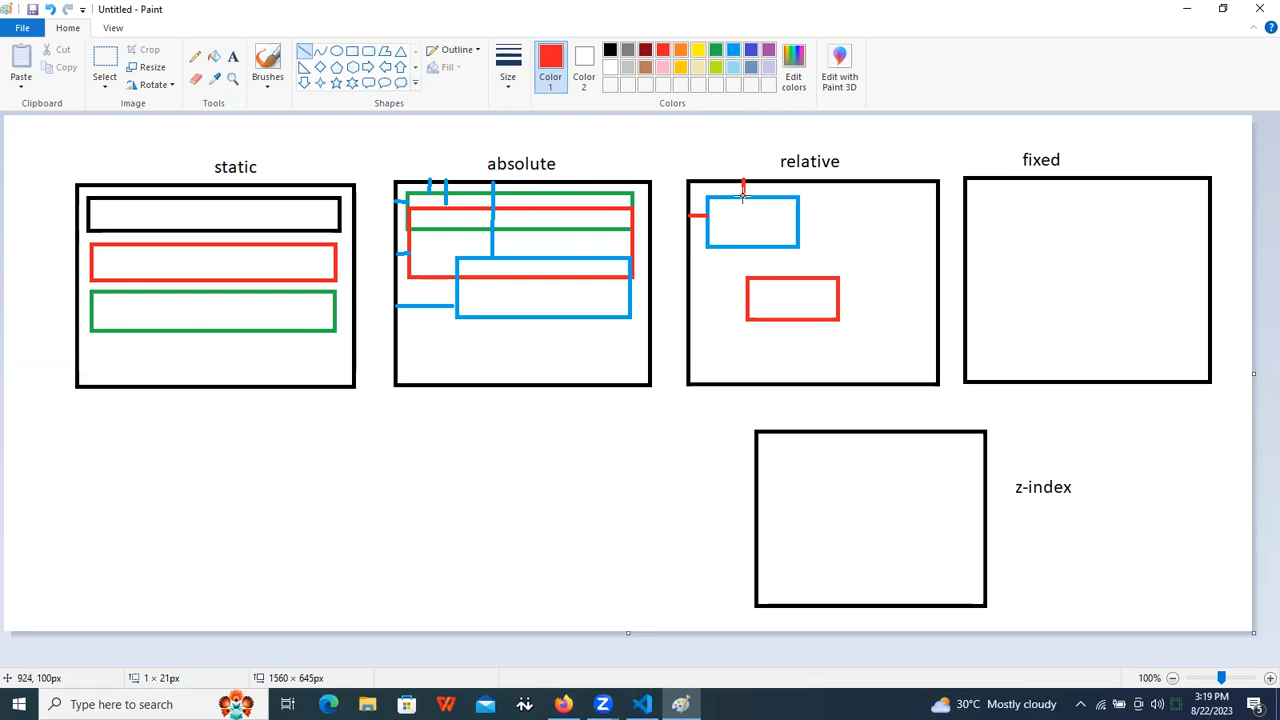 Untitled - Paint
File
Home
View
Paste
Cut
Copy
Clipboard
Select
Crop
Resize
Rotate
Image
Tools
Brushes
Outline
Fill
Shapes
Size
Color 1
Color 2
Edit colors
Colors
Edit with Paint 3D
static
absolute
relative
fixed
z-index
924, 100px
1 × 21px
1560 × 645px
100%
Type here to search
30°C Mostly cloudy
3:19 PM
8/22/2023